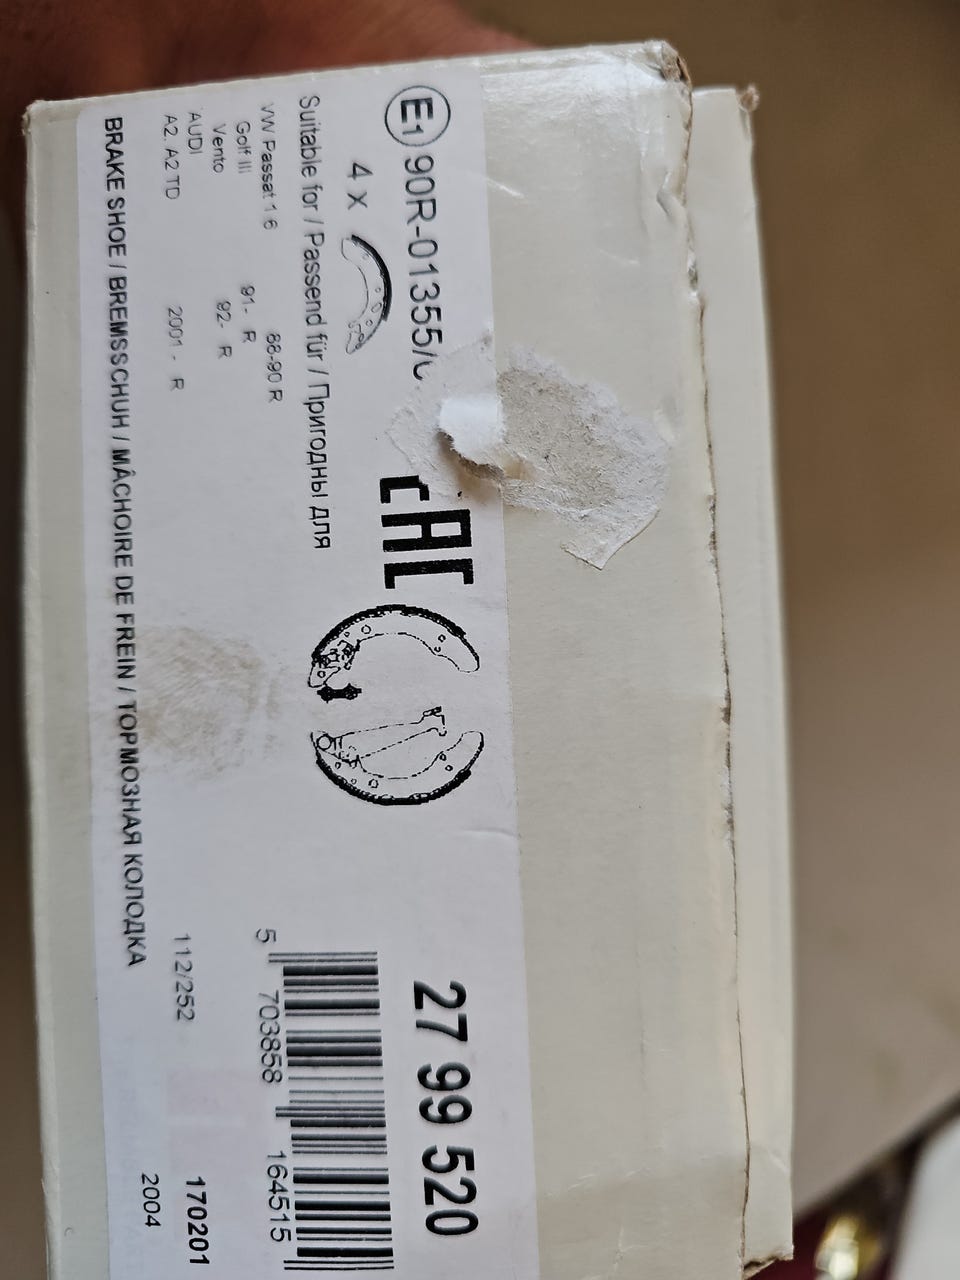 E1 90R-01355/
EAC
27 99 520
4 x
Suitable for / Passend für / Пригодны для
VW Passat 1.6 88-90 R
Golf III 91- R
Vento 92- R
AUDI
A2. A2 TD 2001 - R
5 703858 164515
112/252
170201
2004
BRAKE SHOE / BREMSSCHUH / MÂCHOIRE DE FREIN / ТОРМОЗНАЯ КОЛОДКА